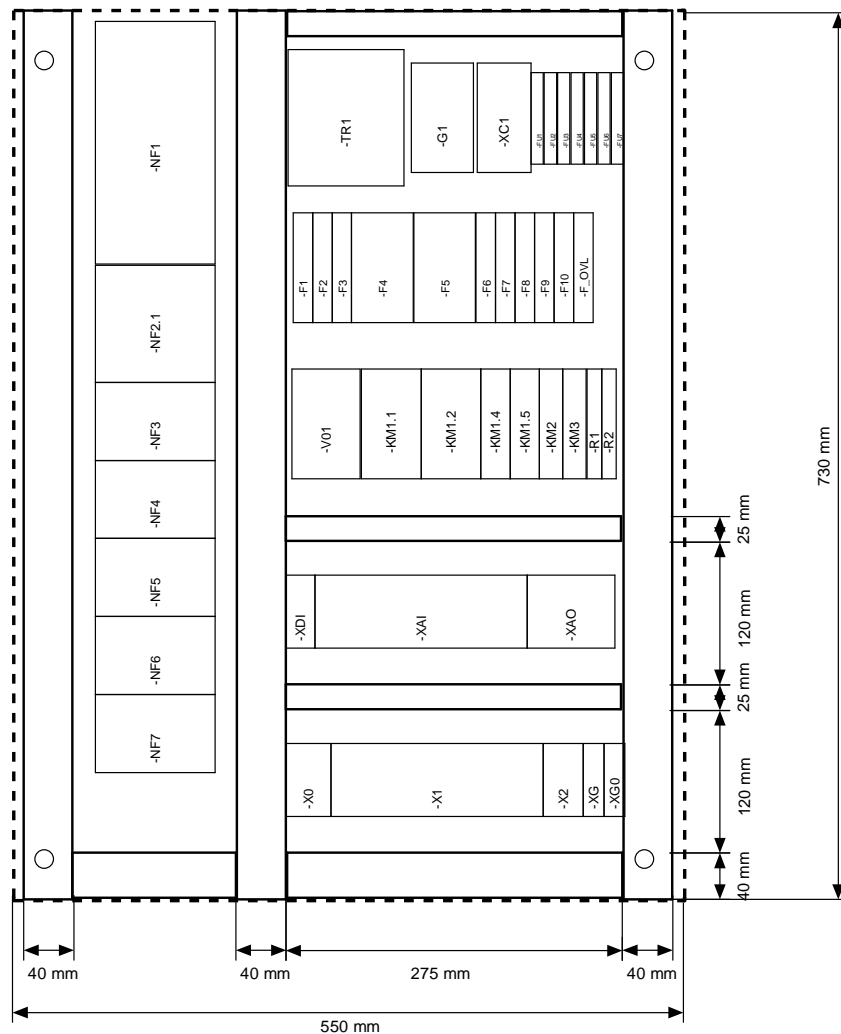 -NF1
-NF2.1
-NF3
-NF4
-NF5
-NF6
-NF7
-TR1
-G1
-XC1
-FU1
-FU2
-FU3
-FU4
-FU5
-FU6
-FU7
-F1
-F2
-F3
-F4
-F5
-F6
-F7
-F8
-F9
-F10
-F_OVL
-V01
-KM1.1
-KM1.2
-KM1.4
-KM1.5
-KM2
-KM3
-R1
-R2
-XDI
-XAI
-XAO
-X0
-X1
-X2
-XG
-XG0
730 mm
25 mm
120 mm
25 mm
120 mm
40 mm
40 mm
40 mm
275 mm
40 mm
550 mm